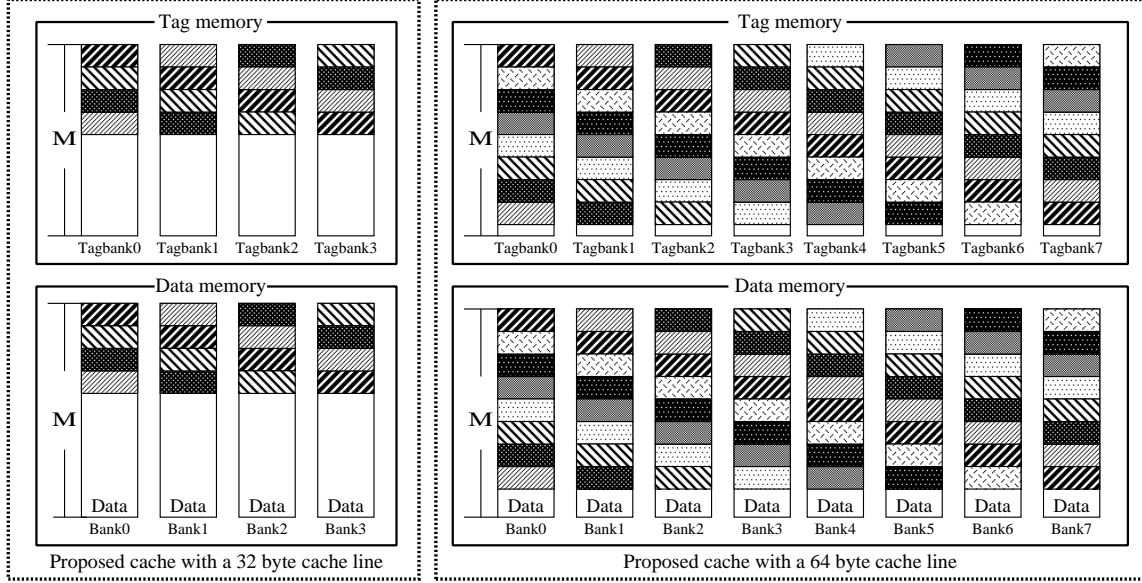 Tag memory
M
Tagbank0 Tagbank1 Tagbank2 Tagbank3
Data memory
M
Data Data Data Data
Bank0 Bank1 Bank2 Bank3
Proposed cache with a 32 byte cache line
Tag memory
M
Tagbank0 Tagbank1 Tagbank2 Tagbank3 Tagbank4 Tagbank5 Tagbank6 Tagbank7
Data memory
M
Data Data Data Data Data Data Data Data
Bank0 Bank1 Bank2 Bank3 Bank4 Bank5 Bank6 Bank7
Proposed cache with a 64 byte cache line